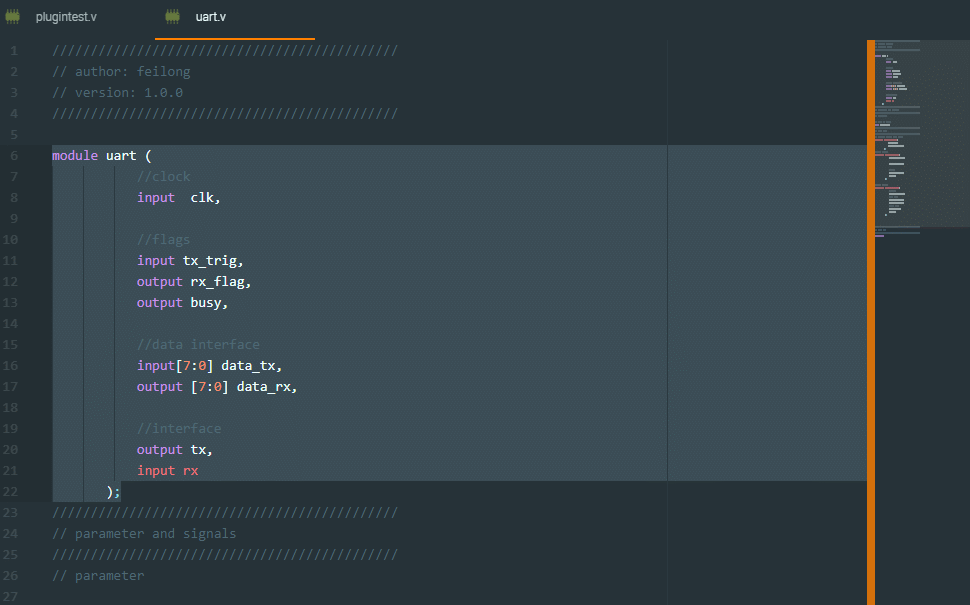 plugintest.v
uart.v
1 /////////////////////////////////////////////
2 // author: feilong
3 // version: 1.0.0
4 /////////////////////////////////////////////
5
6 module uart (
7 //clock
8 input  clk,
9
10 //flags
11 input tx_trig,
12 output rx_flag,
13 output busy,
14
15 //data interface
16 input[7:0] data_tx,
17 output [7:0] data_rx,
18
19 //interface
20 output tx,
21 input rx
22 );
23 /////////////////////////////////////////////
24 // parameter and signals
25 /////////////////////////////////////////////
26 // parameter
27